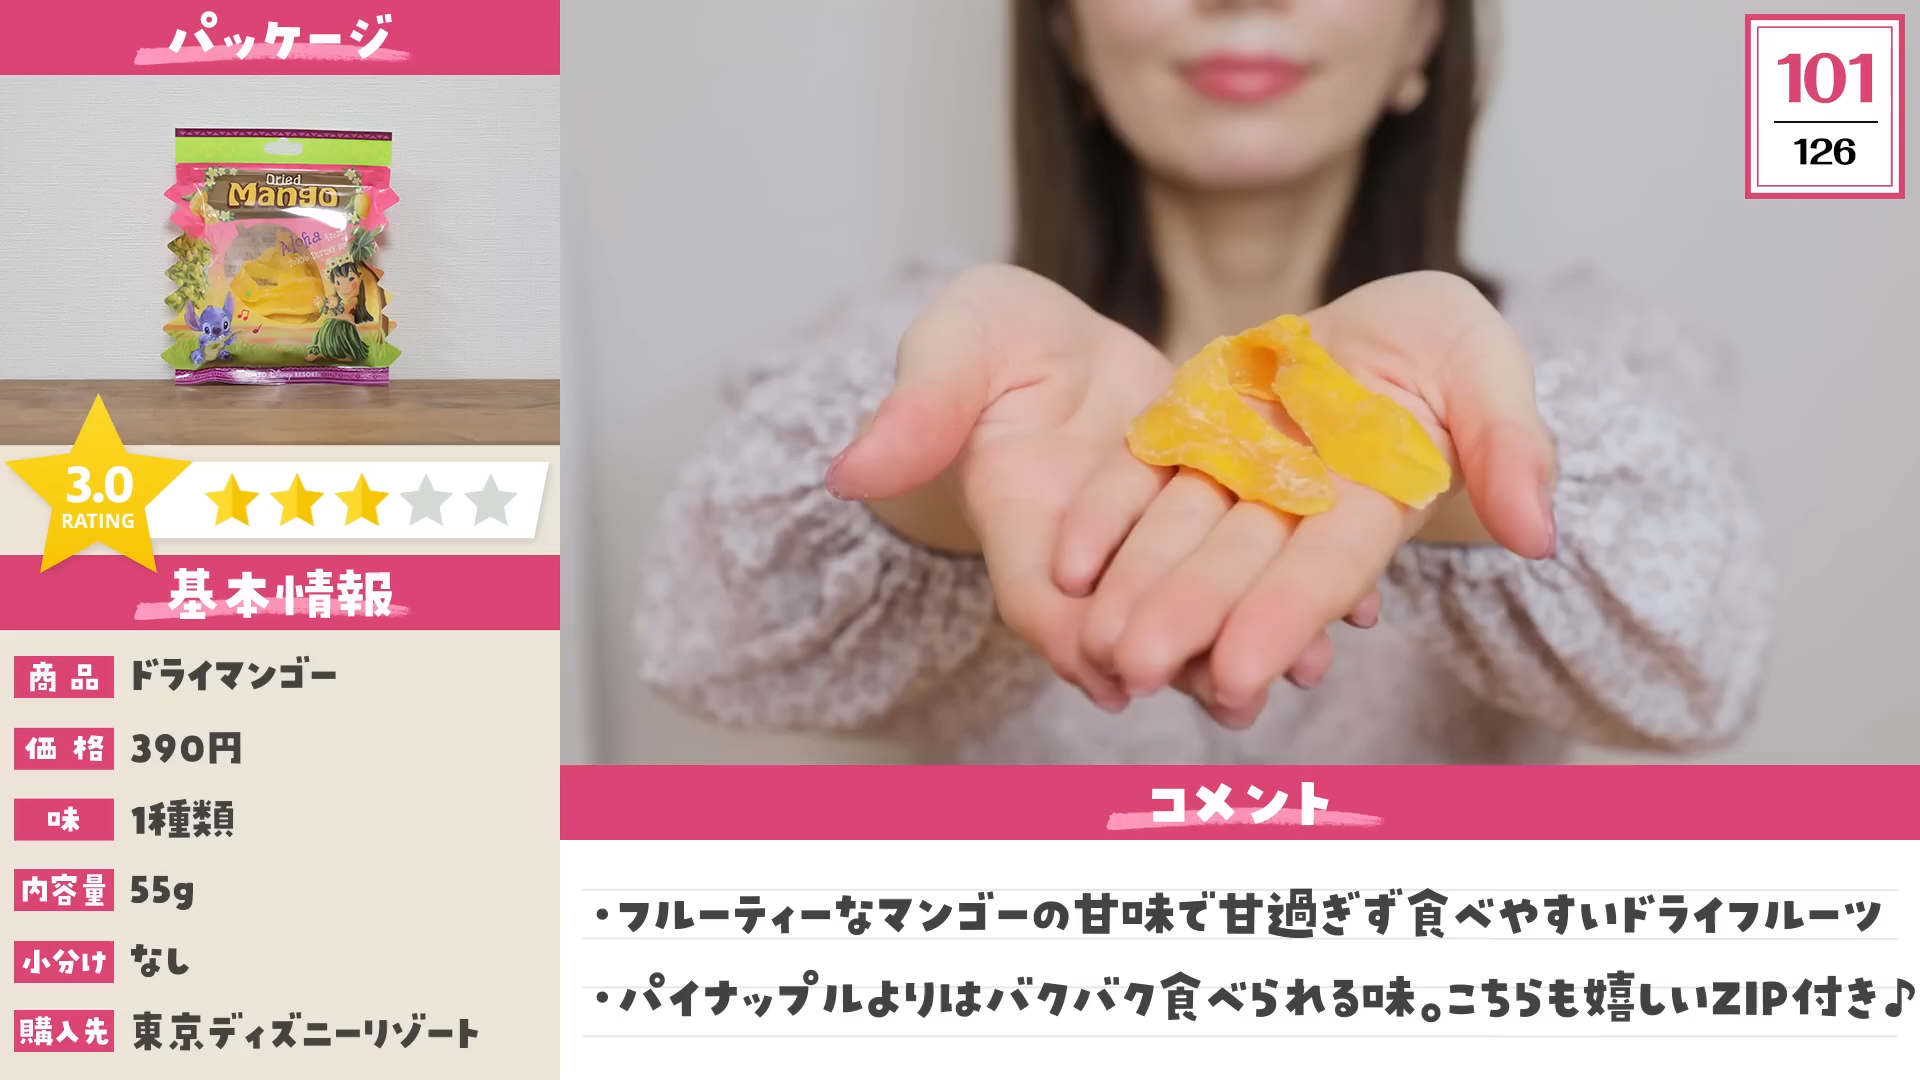 パッケージ
Dried
Mango
Aloha
3.0
RATING
基本情報
商品 ドライマンゴー
価格 390円
味 1種類
内容量 55g
小分け なし
購入先 東京ディズニーリゾート
101
126
コメント
・フルーティーなマンゴーの甘味で甘過ぎず食べやすいドライフルーツ
・パイナップルよりはバクバク食べられる味。こちらも嬉しいZIP付き♪